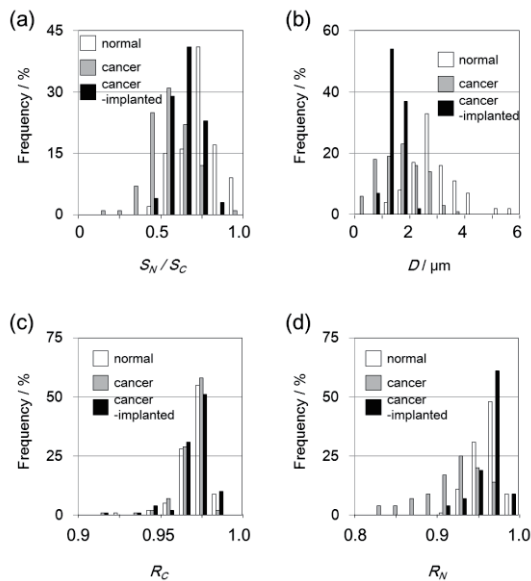 (a)
45
30
15
0
Frequency / %
normal
cancer
cancer
-implanted
0
0.5
1.0
S_N / S_C
(b)
60
40
20
0
Frequency / %
normal
cancer
cancer
-implanted
0
2
4
6
D / μm
(c)
75
50
25
0
Frequency / %
normal
cancer
cancer
-implanted
0.9
0.95
1.0
R_C
(d)
75
50
25
0
Frequency / %
normal
cancer
cancer
-implanted
0.8
0.9
1.0
R_N